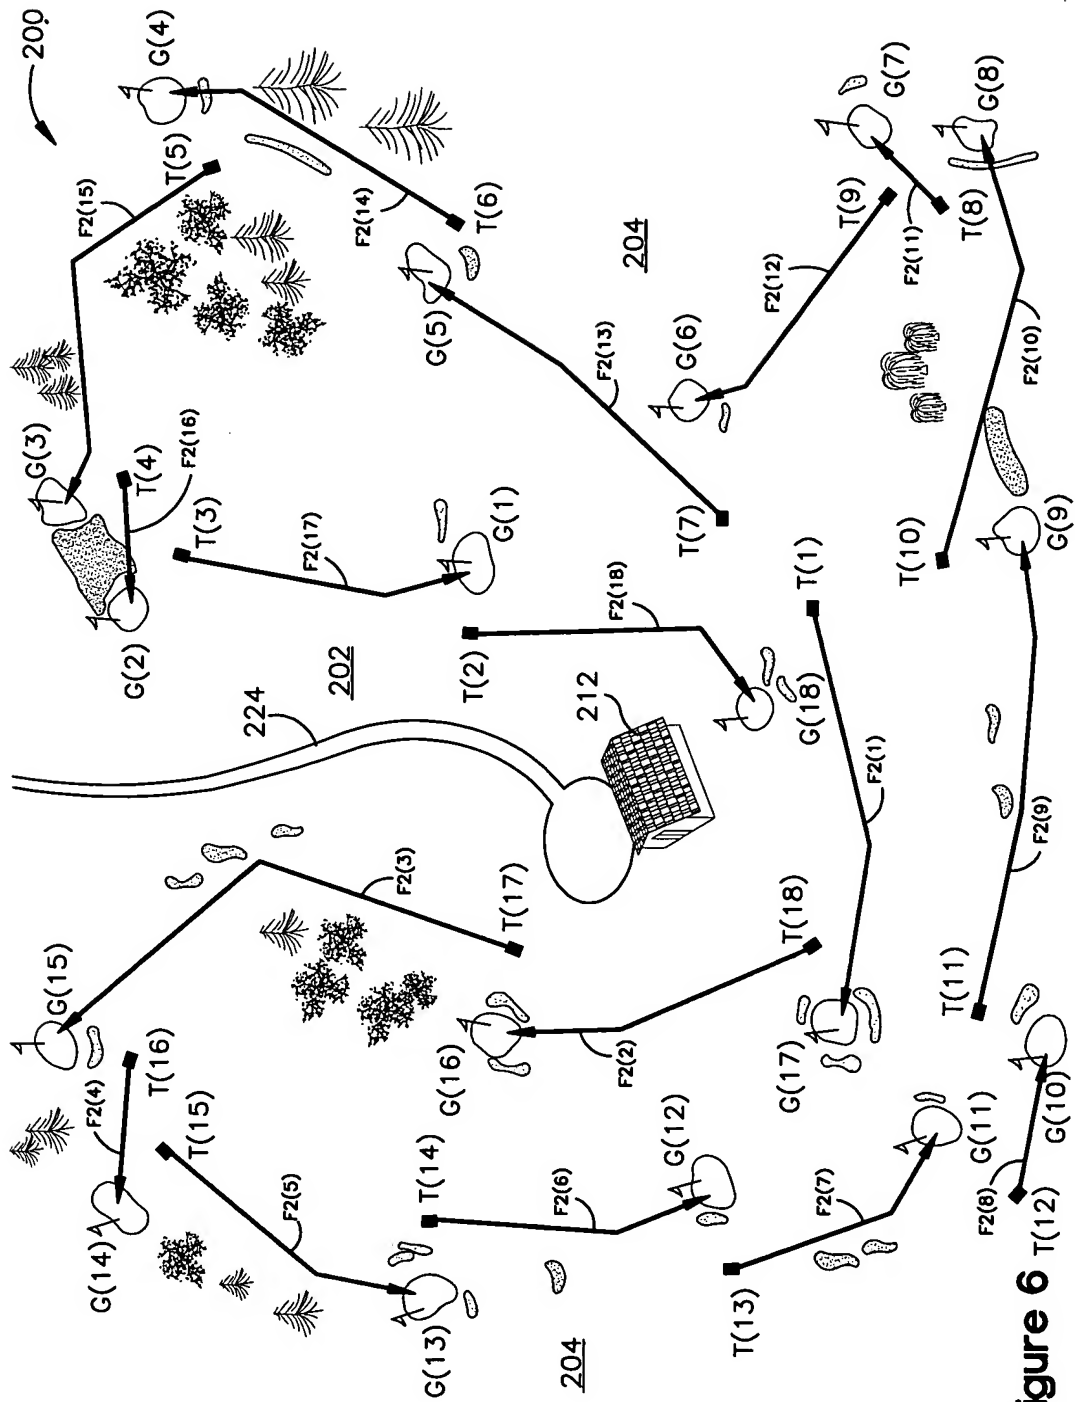 200
G(4)
T(5)
F2(15)
F2(14)
T(6)
G(5)
204
G(7)
G(8)
T(9)
T(8)
F2(11)
F2(12)
G(6)
F2(13)
F2(10)
G(3)
T(4)
F2(16)
T(3)
F2(17)
G(1)
T(7)
T(10)
G(9)
G(2)
202
T(2)
F2(18)
T(1)
224
212
G(18)
F2(1)
F2(9)
F2(3)
T(17)
T(18)
T(11)
G(15)
T(16)
F2(4)
G(16)
F2(2)
G(17)
G(10)
T(15)
F2(5)
T(14)
F2(6)
G(12)
F2(7)
G(11)
F2(8)
T(12)
G(14)
G(13)
204
T(13)
igure 6